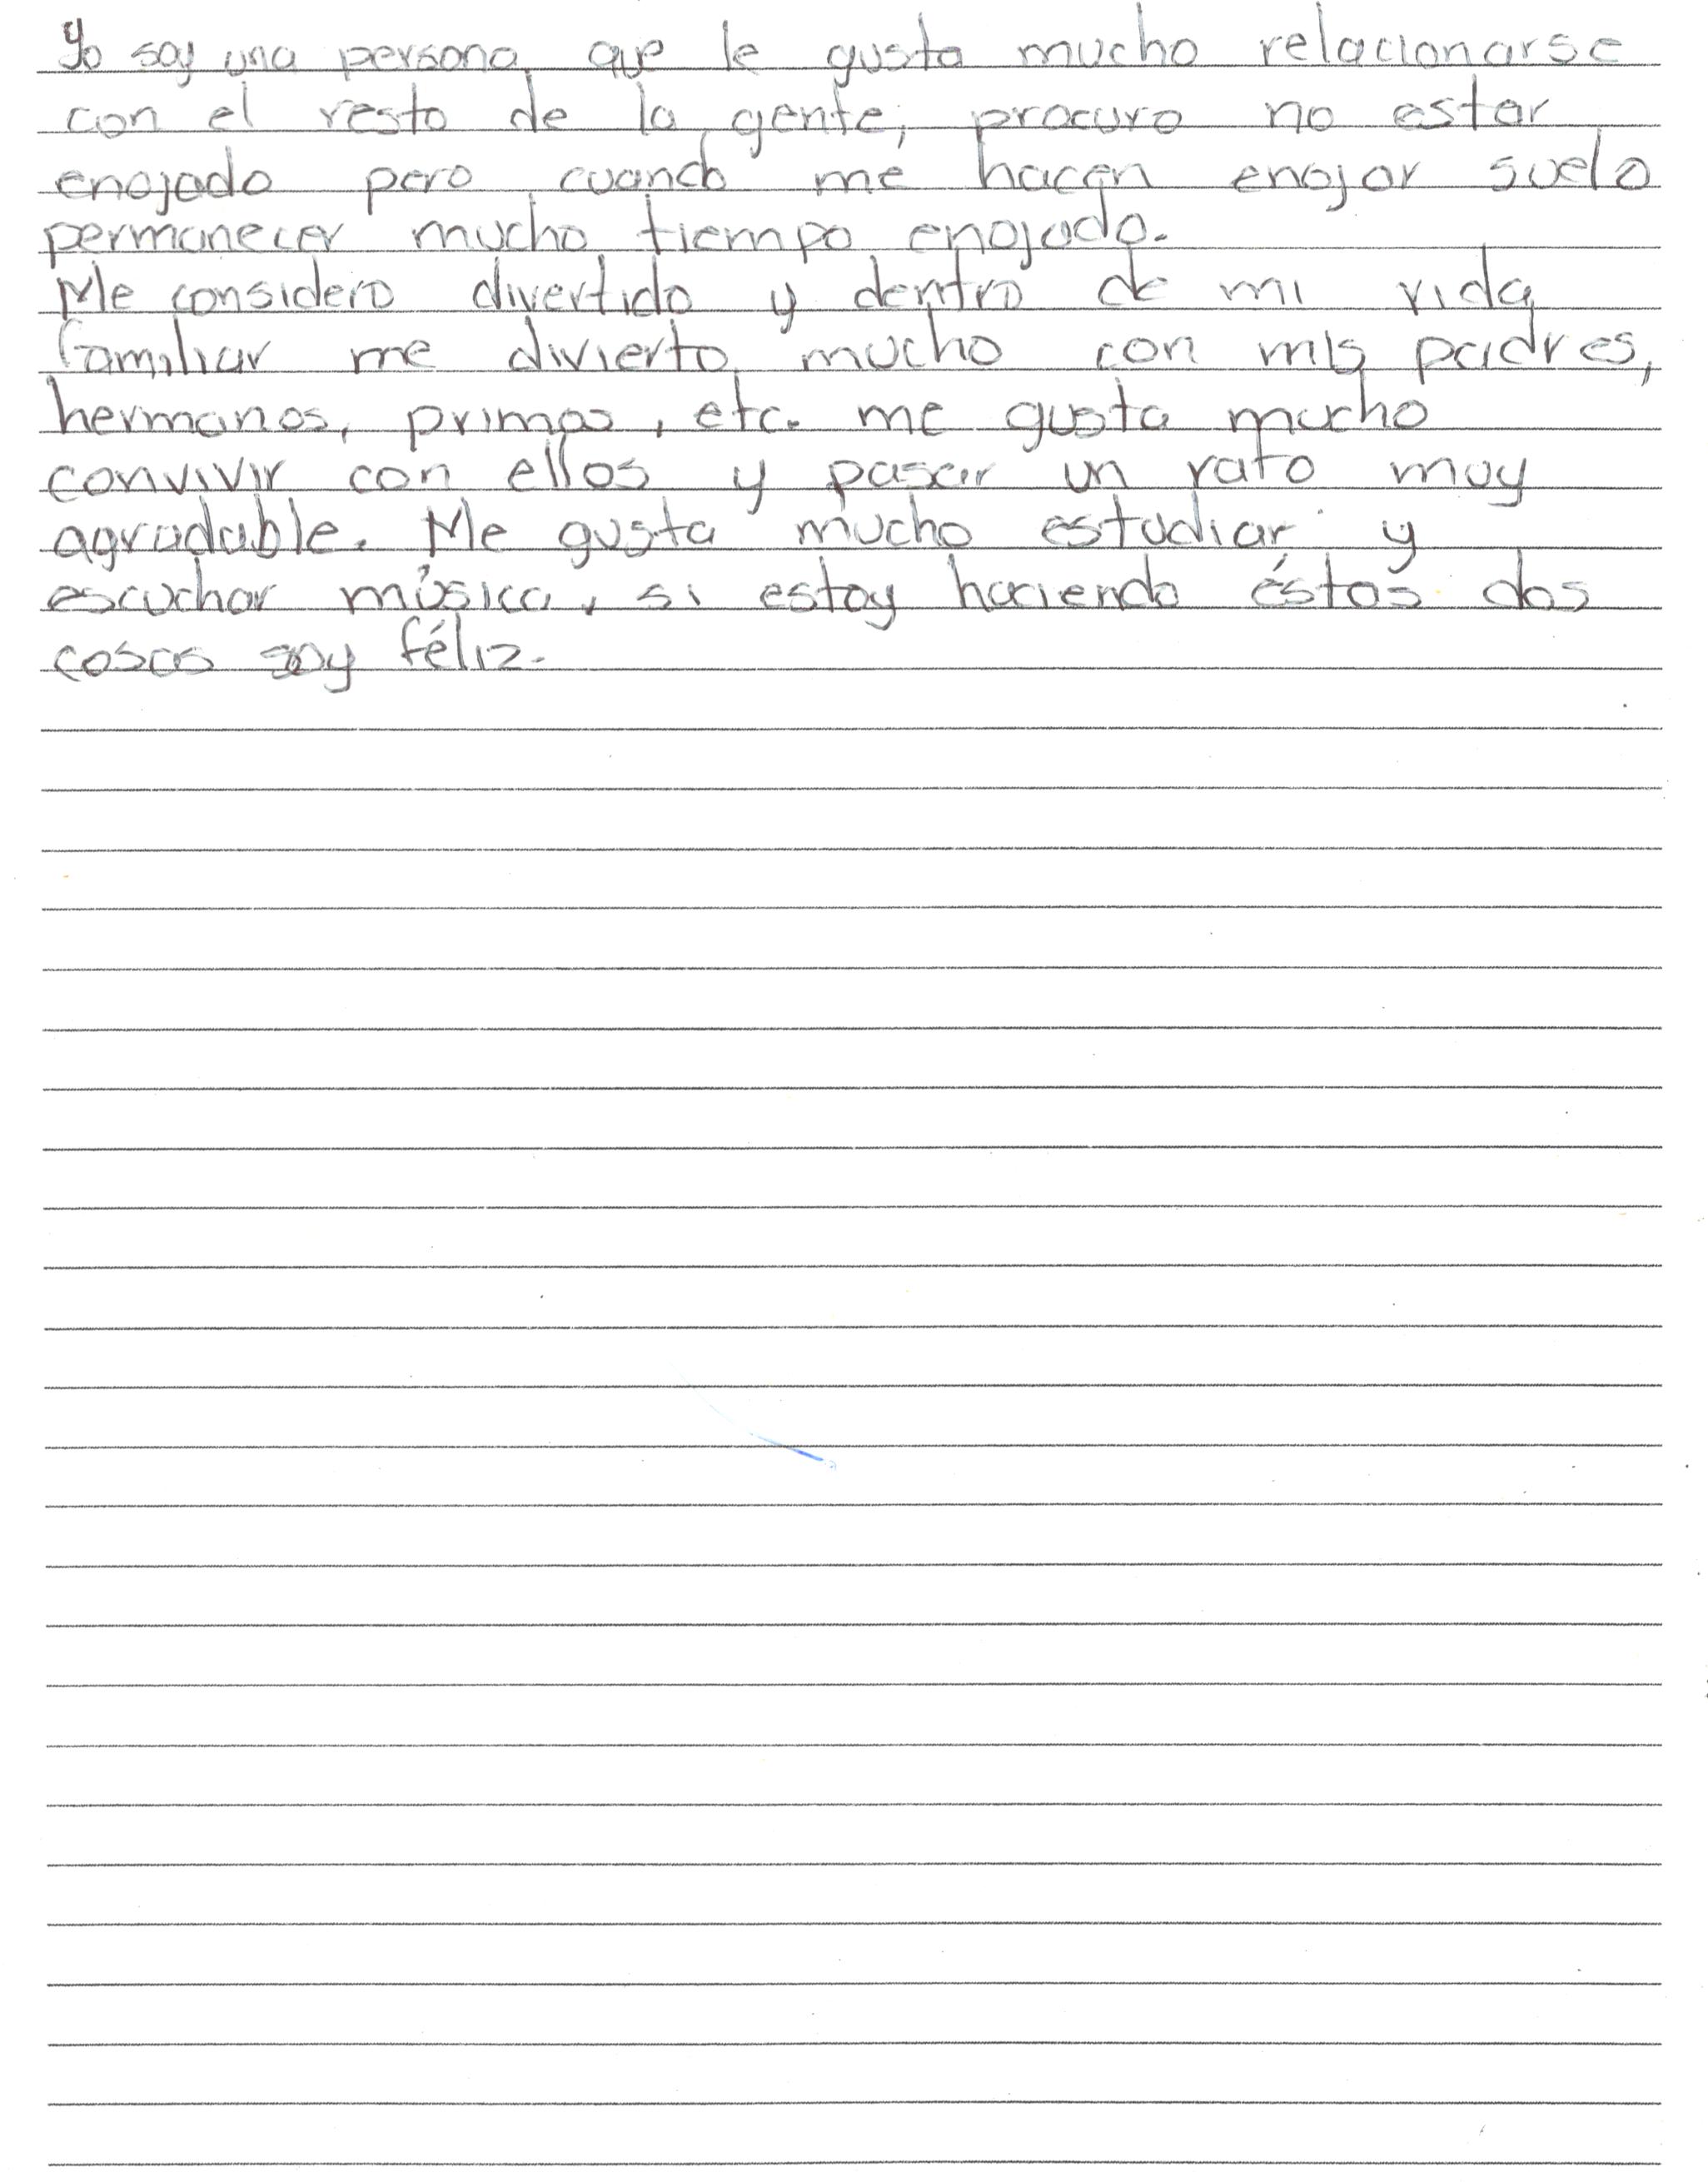 Yo soy una persona que le gusta mucho relacionarse
con el resto de la gente, procuro no estar
enojado pero cuando me hacen enojar suelo
permanecer mucho tiempo enojado.
Me considero divertido y dentro de mi vida
familiar me divierto mucho con mis padres,
hermanos, primos, etc. me gusta mucho
convivir con ellos y pasar un rato muy
agradable. Me gusta mucho estudiar y
escuchar música, si estoy haciendo éstas dos
cosas soy féliz.